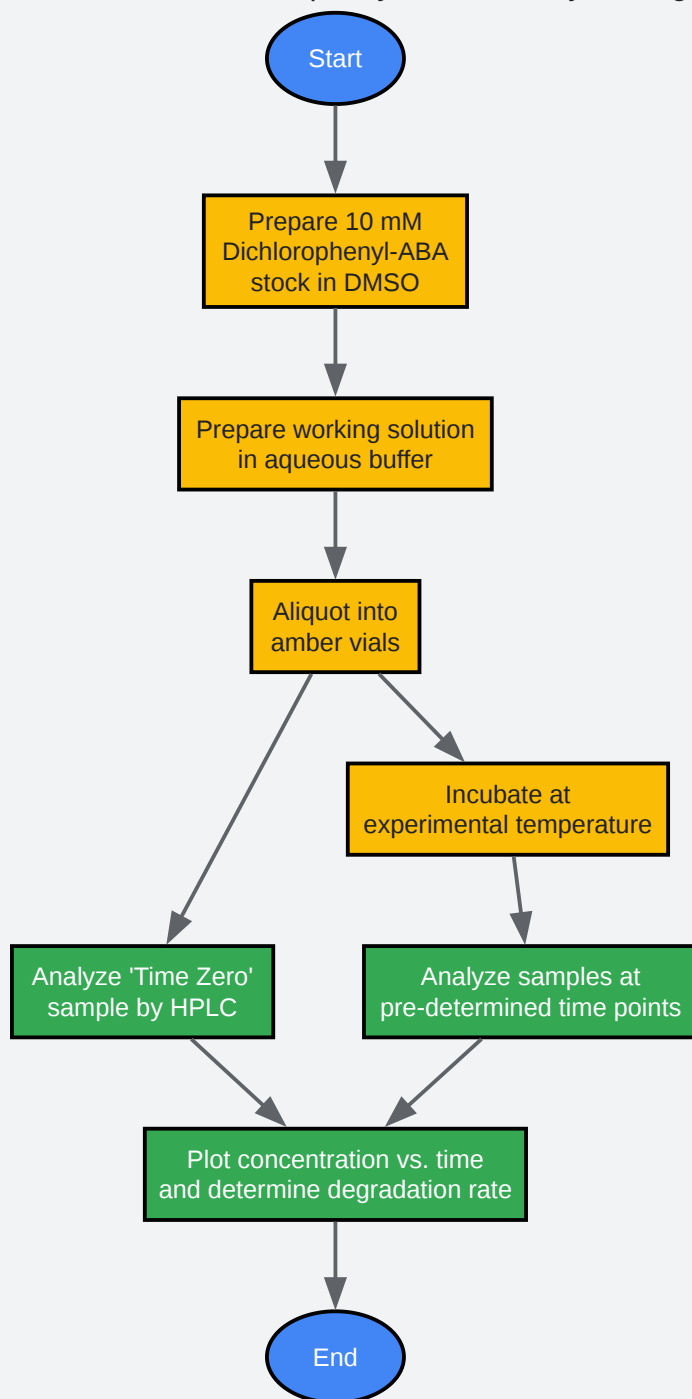 Start
Prepare 10 mM
Dichlorophenyl-ABA
stock in DMSO
Prepare working solution
in aqueous buffer
Aliquot into
amber vials
Incubate at
experimental temperature
Analyze 'Time Zero'
sample by HPLC
Analyze samples at
pre-determined time points
Plot concentration vs. time
and determine degradation rate
End